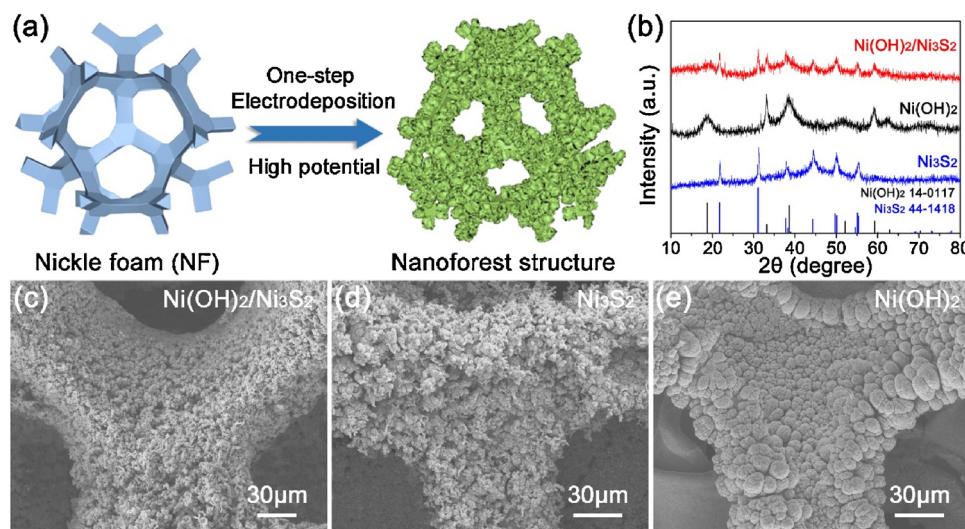 (a)
One-step
Electrodeposition
High potential
Nickle foam (NF)
Nanoforest structure
(b)
Intensity (a.u.)
Ni(OH)₂/Ni₃S₂
Ni(OH)₂
Ni₃S₂
Ni(OH)₂ 14-0117
Ni₃S₂ 44-1418
10 20 30 40 50 60 70 80
2θ (degree)
(c) Ni(OH)₂/Ni₃S₂
30μm
(d) Ni₃S₂
30μm
(e) Ni(OH)₂
30μm